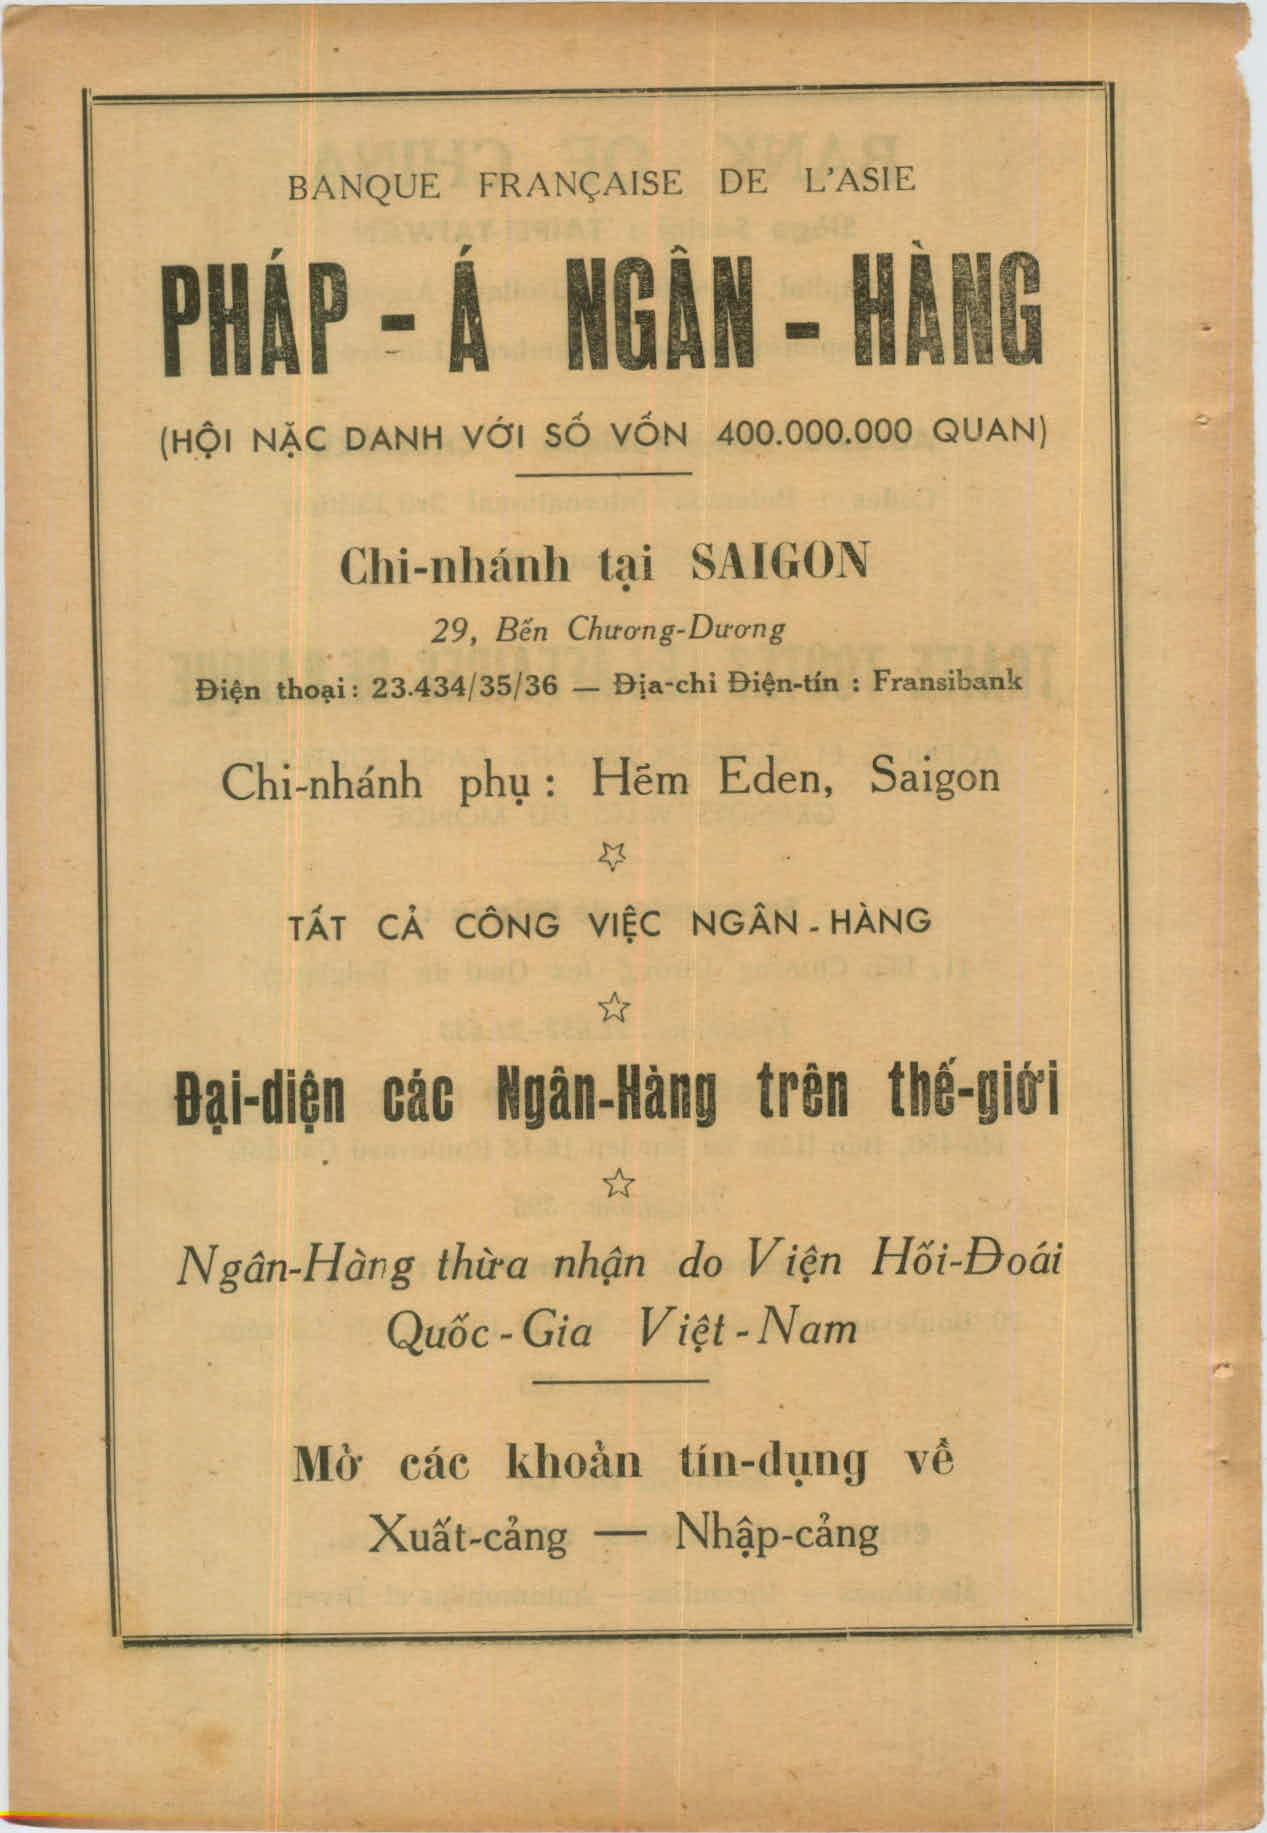 BANQUE FRANÇAISE DE L'ASIE
PHÁP - Á NGÂN - HÀNG
(HỘI NẶC DANH VỚI SỐ VỐN 400.000.000 QUAN)
Chi-nhánh tại SAIGON
29, Bến Chương-Dương
Điện thoại : 23.434/35/36 — Địa-chỉ Điện-tín : Fransibank
Chi-nhánh phụ : Hẻm Eden, Saigon
TẤT CẢ CÔNG VIỆC NGÂN - HÀNG
Đại-diện các Ngân-Hàng trên thế-giới
Ngân-Hàng thừa nhận do Viện Hối-Đoái
Quốc - Gia Việt - Nam
Mở các khoản tín-dụng về
Xuất-cảng — Nhập-cảng